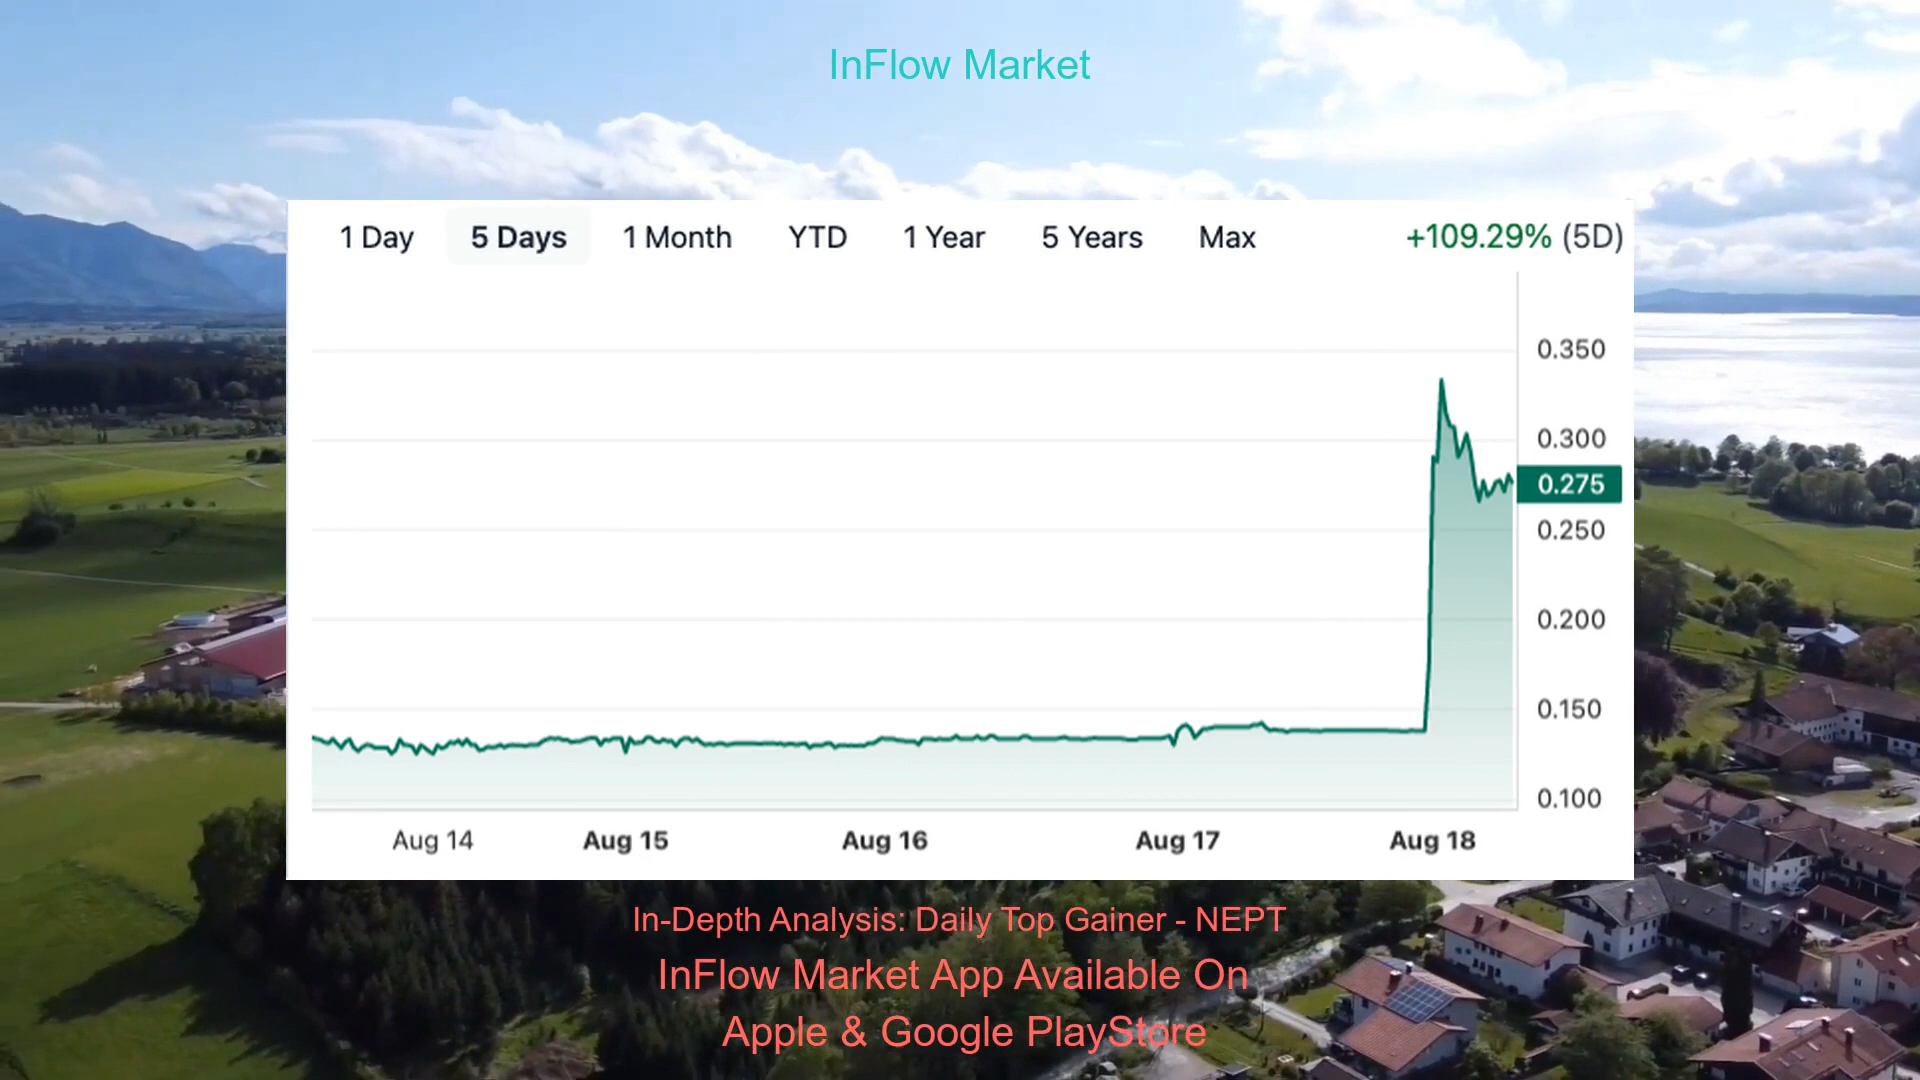 InFlow Market
1 Day 5 Days 1 Month YTD 1 Year 5 Years Max +109.29% (5D)
0.350
0.300
0.275
0.250
0.200
0.150
0.100
Aug 14 Aug 15 Aug 16 Aug 17 Aug 18
In-Depth Analysis: Daily Top Gainer - NEPT
InFlow Market App Available On
Apple & Google PlayStore